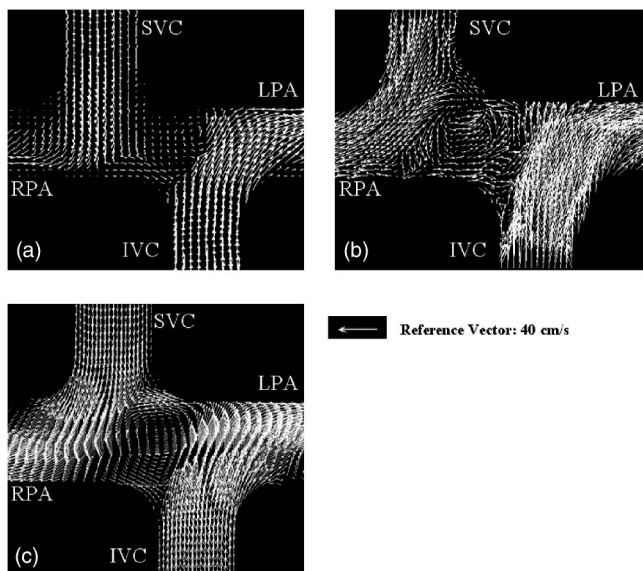 SVC
LPA
RPA
IVC
(a)
SVC
LPA
RPA
IVC
(b)
SVC
LPA
RPA
IVC
(c)
Reference Vector: 40 cm/s